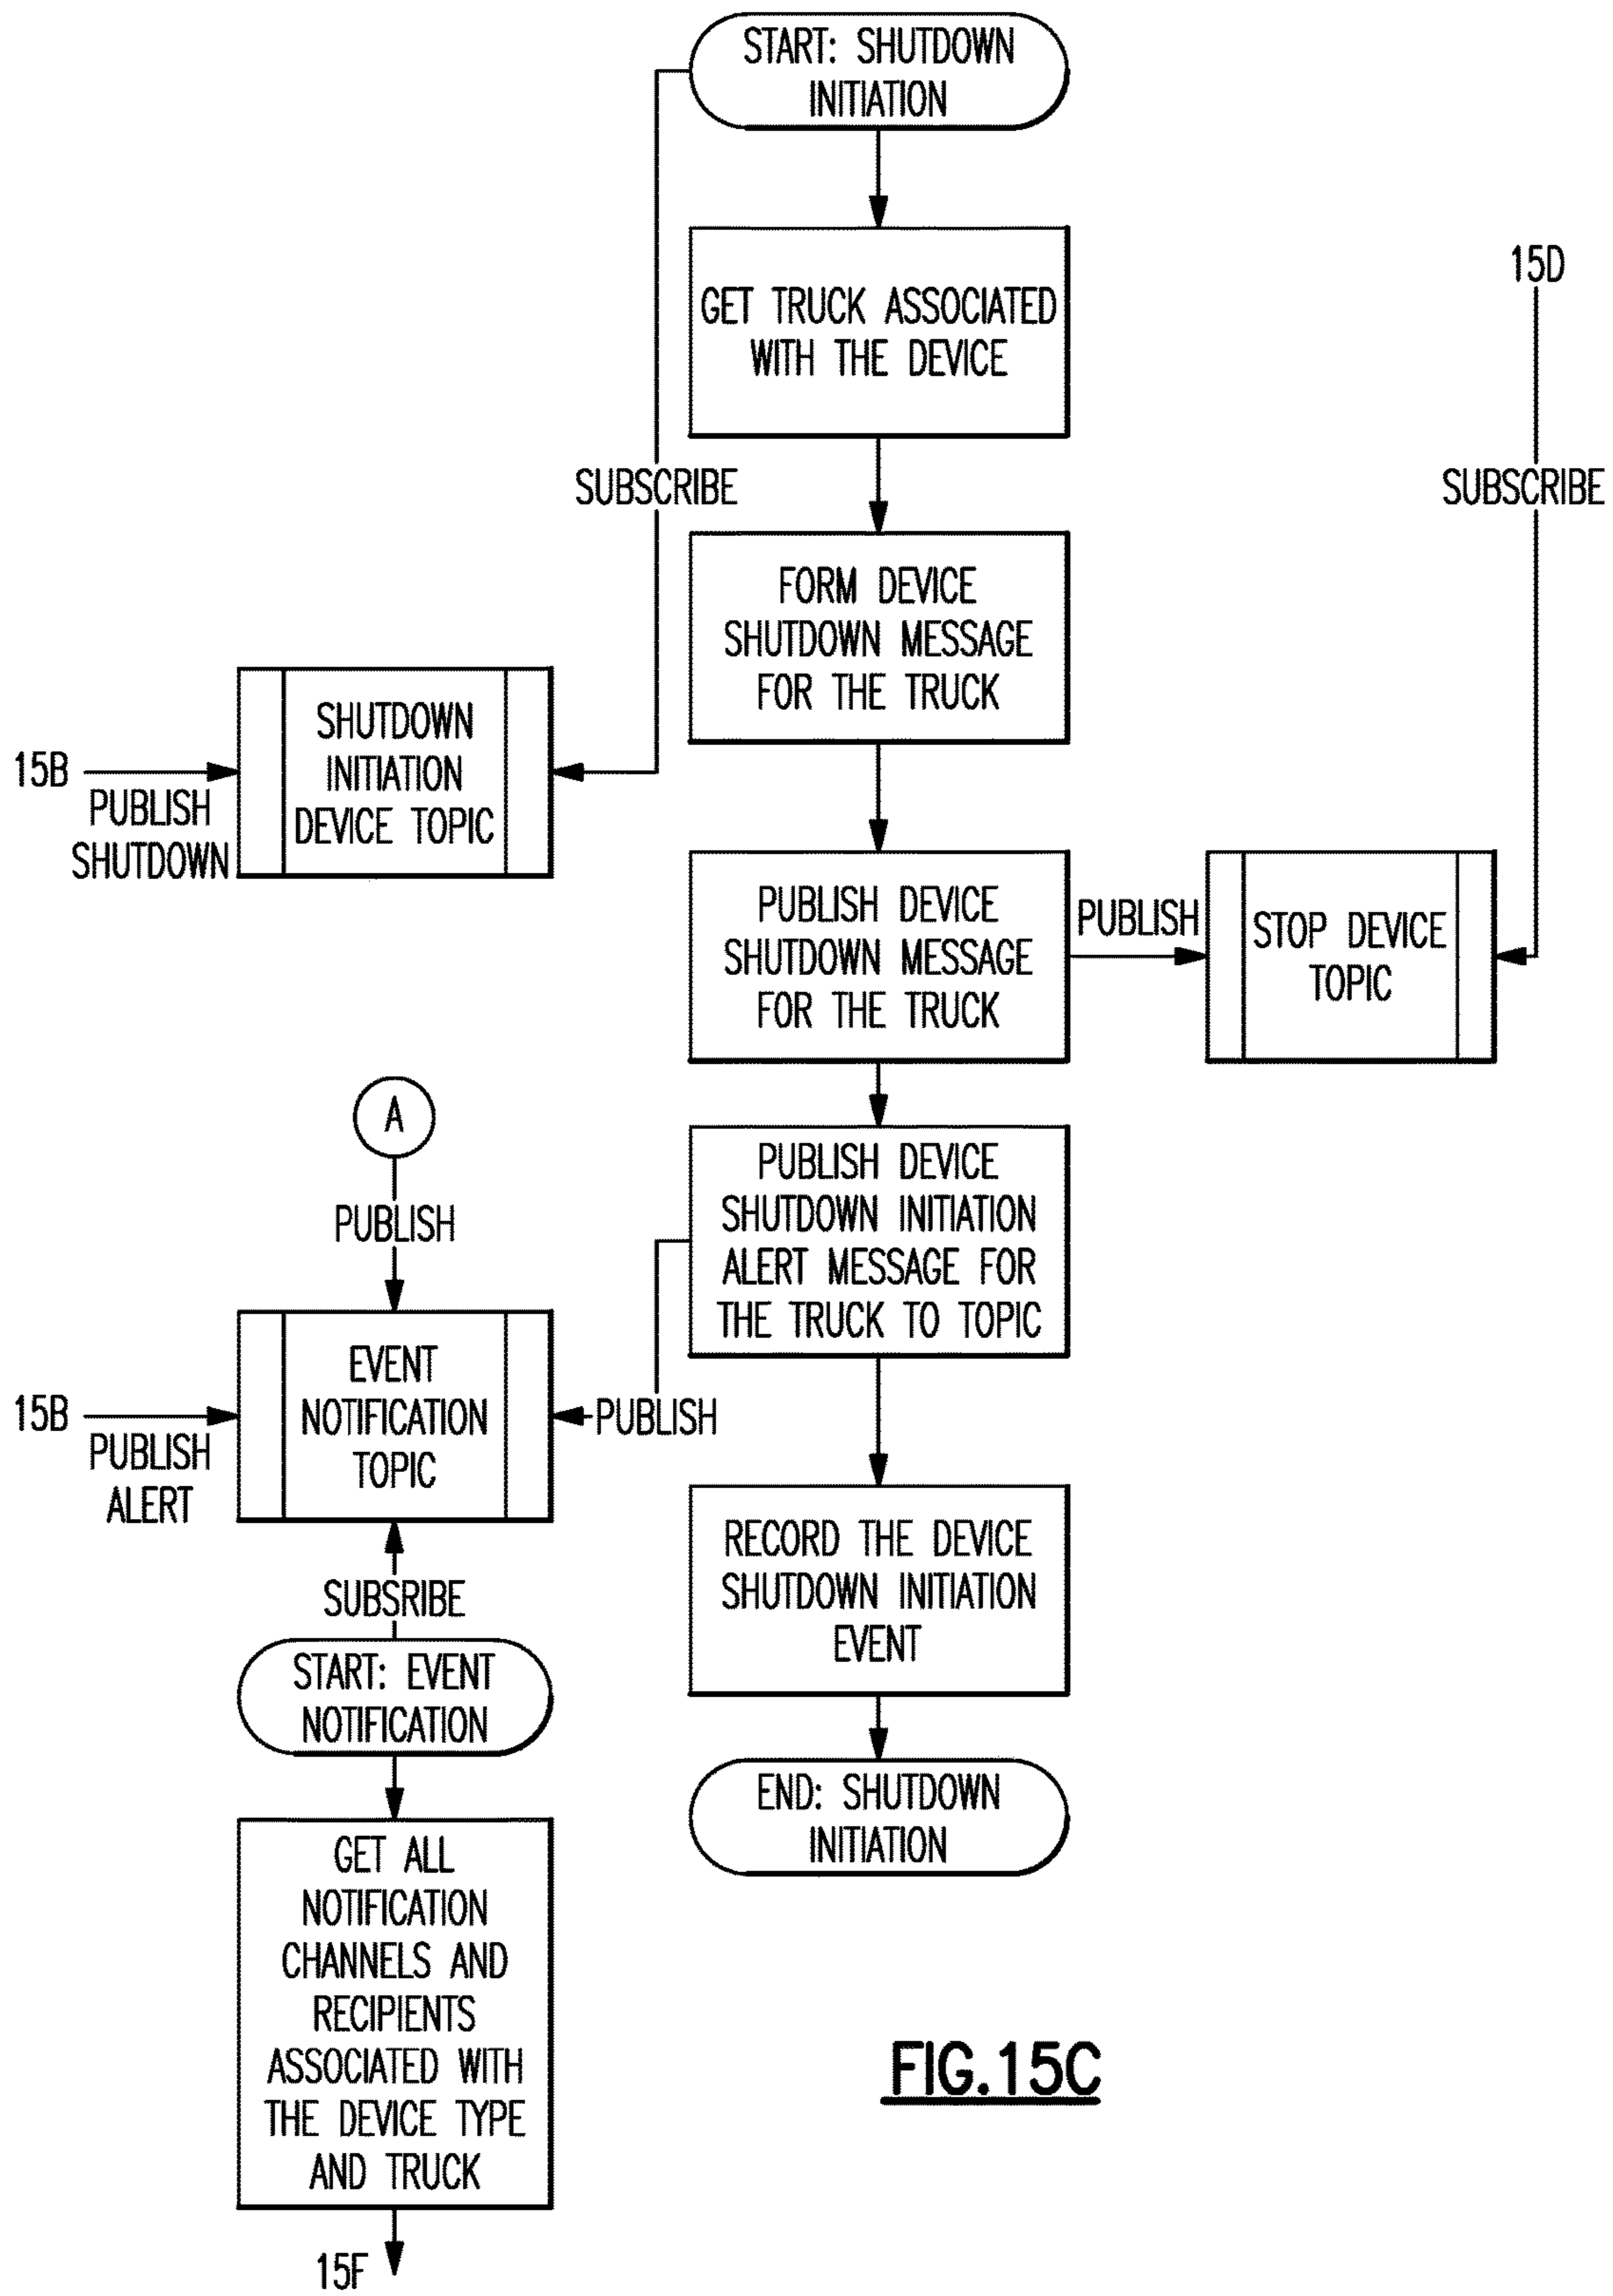 START: SHUTDOWN
INITIATION
GET TRUCK ASSOCIATED
WITH THE DEVICE
15D
SUBSCRIBE
SUBSCRIBE
FORM DEVICE
SHUTDOWN MESSAGE
FOR THE TRUCK
SHUTDOWN
INITIATION
DEVICE TOPIC
15B
PUBLISH
SHUTDOWN
PUBLISH DEVICE
SHUTDOWN MESSAGE
FOR THE TRUCK
PUBLISH
STOP DEVICE
TOPIC
A
PUBLISH
PUBLISH DEVICE
SHUTDOWN INITIATION
ALERT MESSAGE FOR
THE TRUCK TO TOPIC
EVENT
NOTIFICATION
TOPIC
15B
PUBLISH
ALERT
PUBLISH
RECORD THE DEVICE
SHUTDOWN INITIATION
EVENT
SUBSRIBE
START: EVENT
NOTIFICATION
END: SHUTDOWN
INITIATION
GET ALL
NOTIFICATION
CHANNELS AND
RECIPIENTS
ASSOCIATED WITH
THE DEVICE TYPE
AND TRUCK
15F
FIG.15C